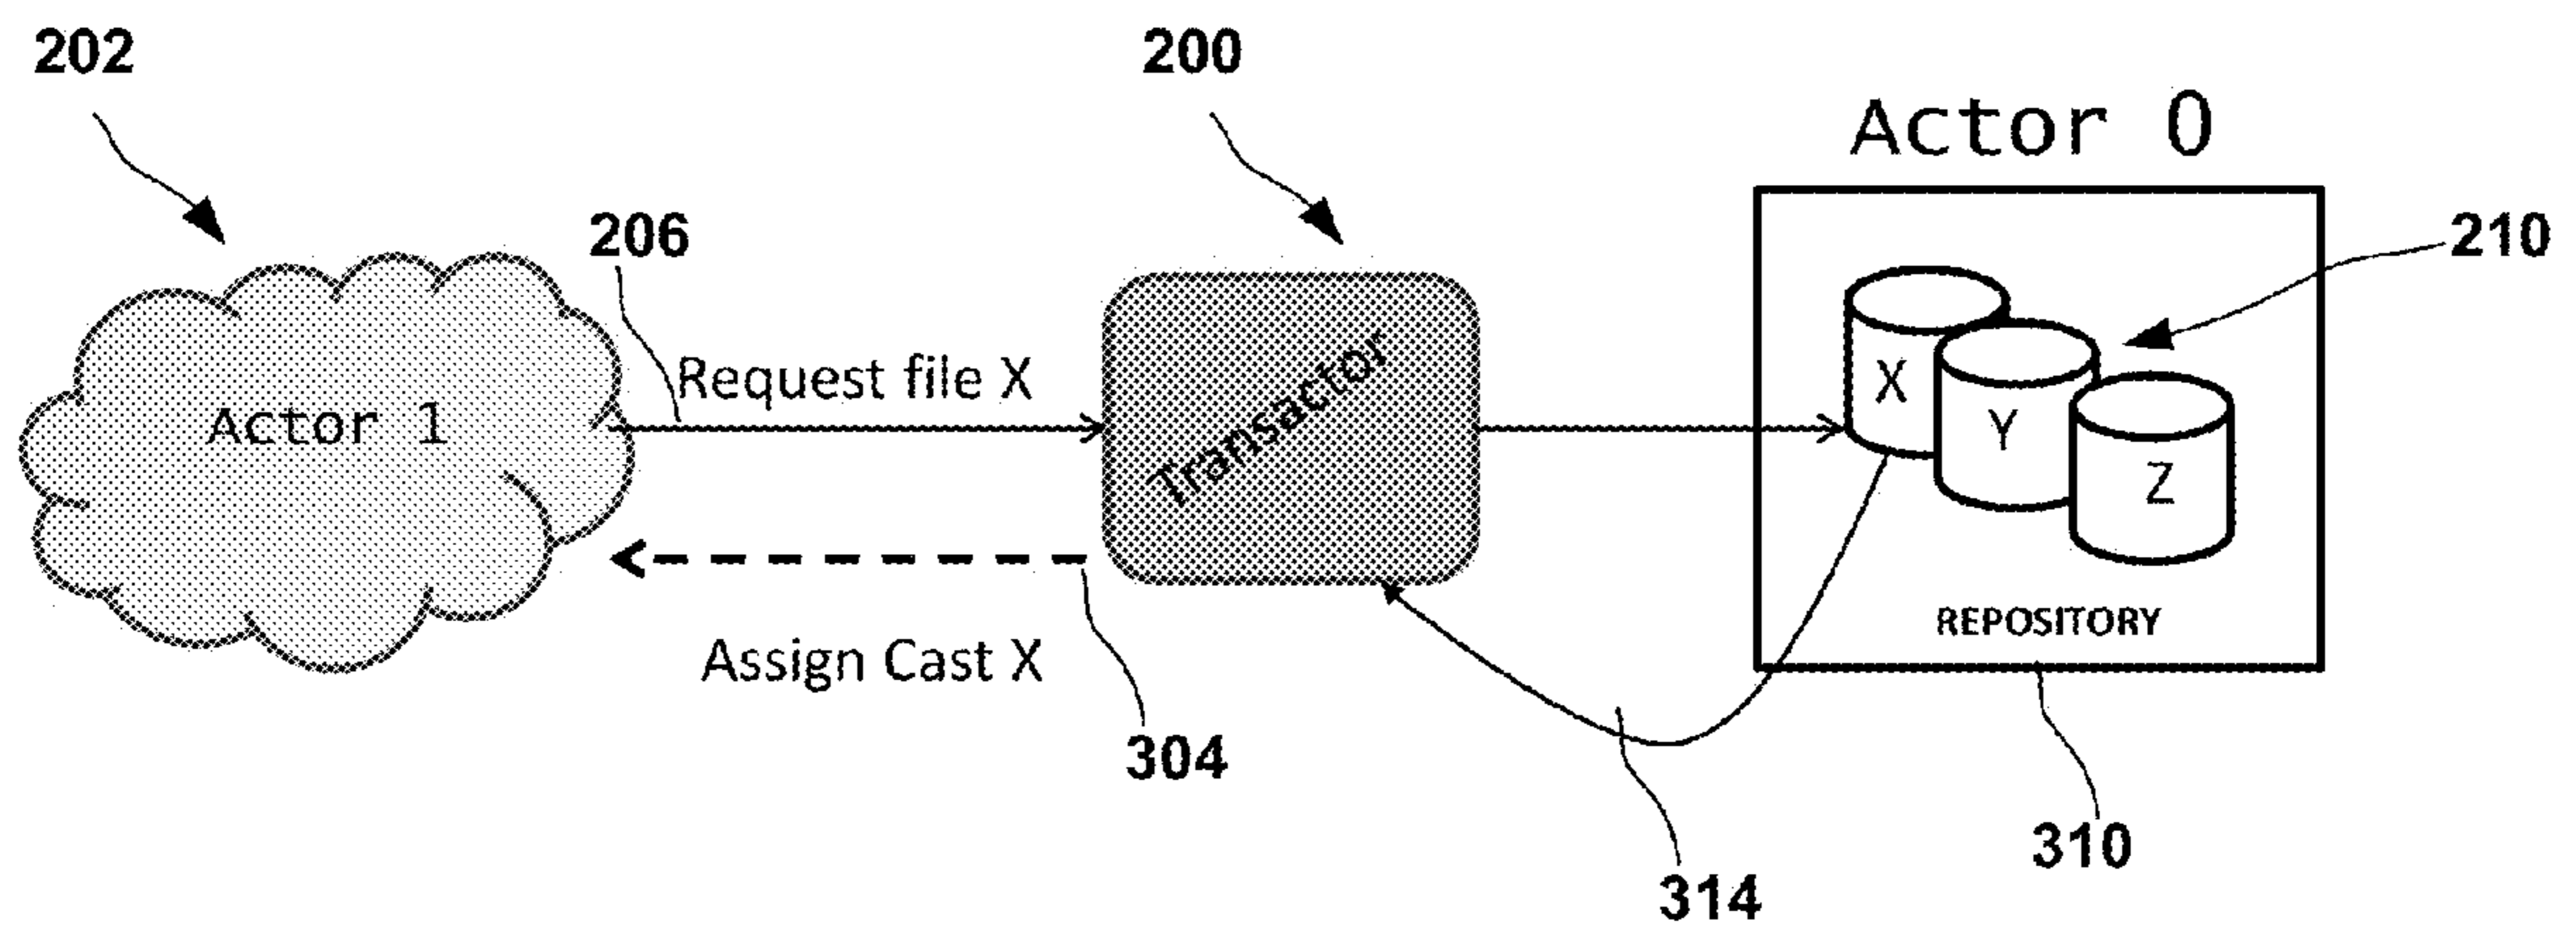 202
200
Actor 0
206
210
Request file X
X
Actor 1
Transactor
Y
Z
REPOSITORY
Assign Cast X
304
310
314